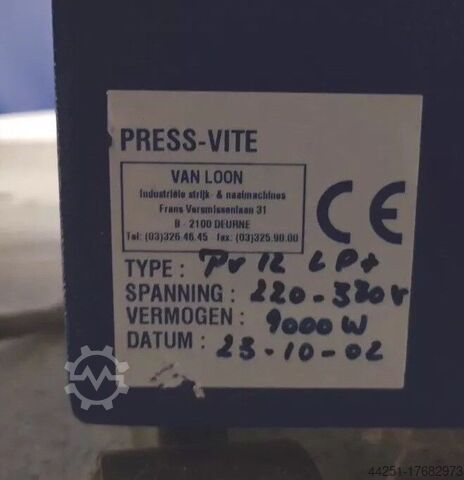 PRESS-VITE
VAN LOON
Industriële strijk- & naaimachines
Frans Versmissenlaan 31
B - 2100 DEURNE
Tel: (03)326.46.45 fax: (03)325.90.00
CE
TYPE : Pv 12 LP+
SPANNING : 220-380v
VERMOGEN : 9000 W
DATUM : 23-10-02
44251-17682973